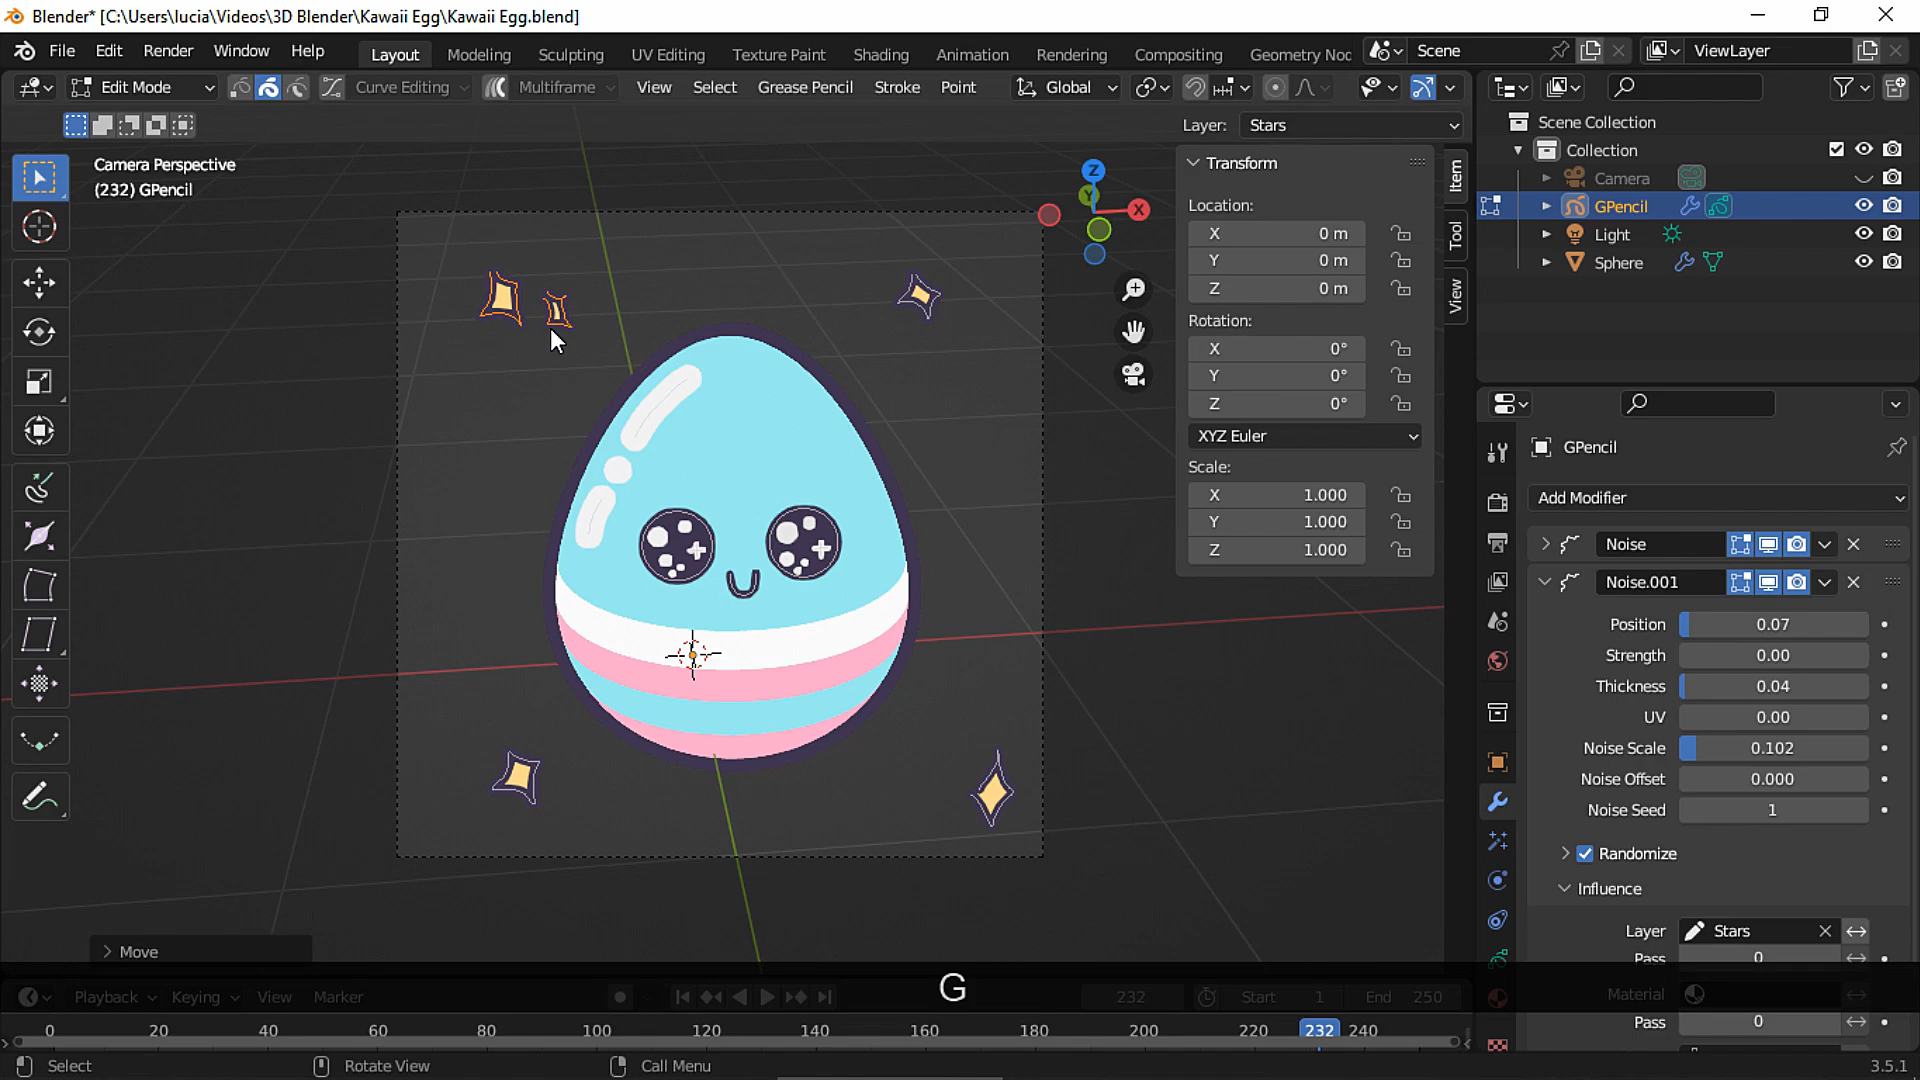 Blender* [C:\Users\lucia\Videos\3D Blender\Kawaii Egg\Kawaii Egg.blend]
File Edit Render Window Help Layout Modeling Sculpting UV Editing Texture Paint Shading Animation Rendering Compositing Geometry Noc Scene ViewLayer
Edit Mode Curve Editing Multiframe View Select Grease Pencil Stroke Point Global
Layer: Stars
Camera Perspective
(232) GPencil
Z
Y
X
Transform
Location:
X 0 m
Y 0 m
Z 0 m
Rotation:
X 0°
Y 0°
Z 0°
XYZ Euler
Scale:
X 1.000
Y 1.000
Z 1.000
Item
Tool
View
Scene Collection
Collection
Camera
GPencil
Light
Sphere
GPencil
Add Modifier
Noise
Noise.001
Position 0.07
Strength 0.00
Thickness 0.04
UV 0.00
Noise Scale 0.102
Noise Offset 0.000
Noise Seed 1
Randomize
Influence
Layer Stars
Pass 0
Material
Pass 0
Move
G
Playback Keying View Marker 232 Start 1 End 250
0 20 40 60 80 100 120 140 160 180 200 220 232 240
Select Rotate View Call Menu 3.5.1